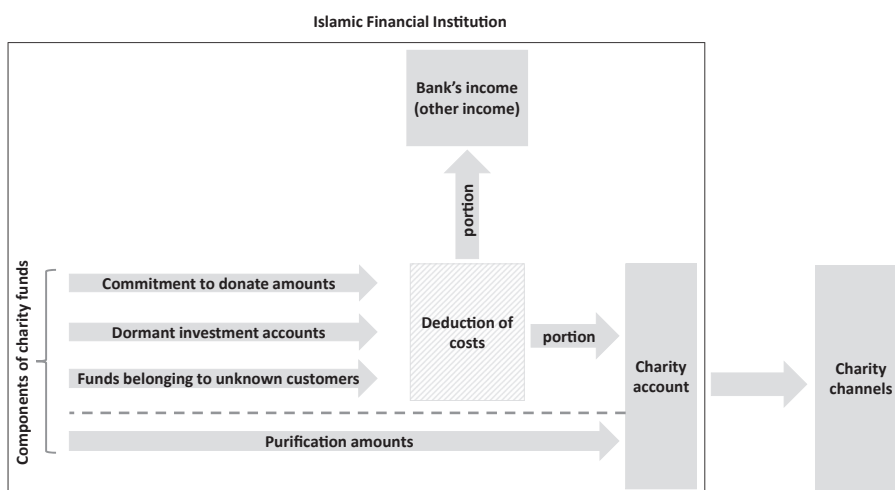 Islamic Financial Institution
Bank’s income
(other income)
portion
Components of charity funds
Commitment to donate amounts
Dormant investment accounts
Funds belonging to unknown customers
Deduction of
costs
portion
Purification amounts
Charity
account
Charity
channels